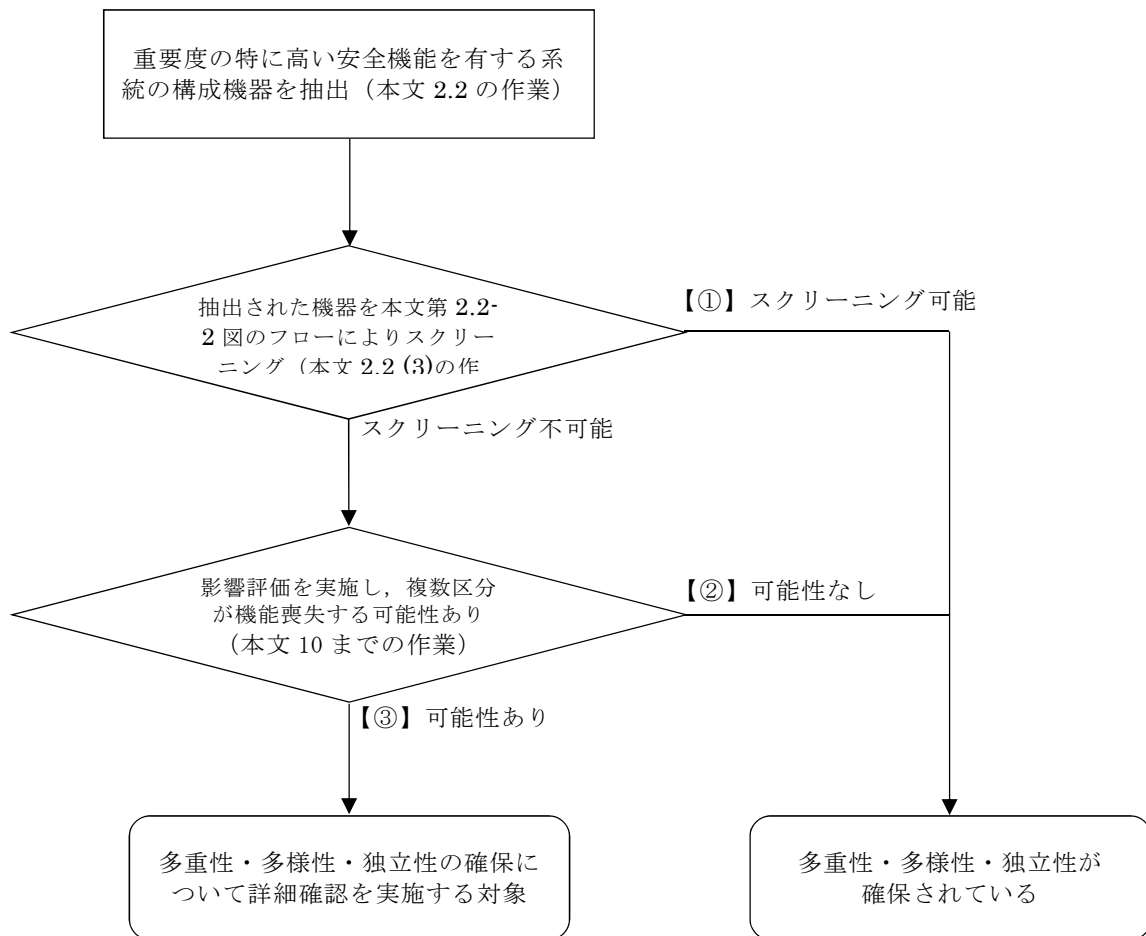 重要度の特に高い安全機能を有する系
統の構成機器を抽出（本文 2.2 の作業）
抽出された機器を本文第 2.2-
2 図のフローによりスクリー
ニング（本文 2.2 (3)の作
【①】スクリーニング可能
スクリーニング不可能
影響評価を実施し，複数区分
が機能喪失する可能性あり
（本文 10 までの作業）
【②】可能性なし
【③】可能性あり
多重性・多様性・独立性の確保に
ついて詳細確認を実施する対象
多重性・多様性・独立性が
確保されている